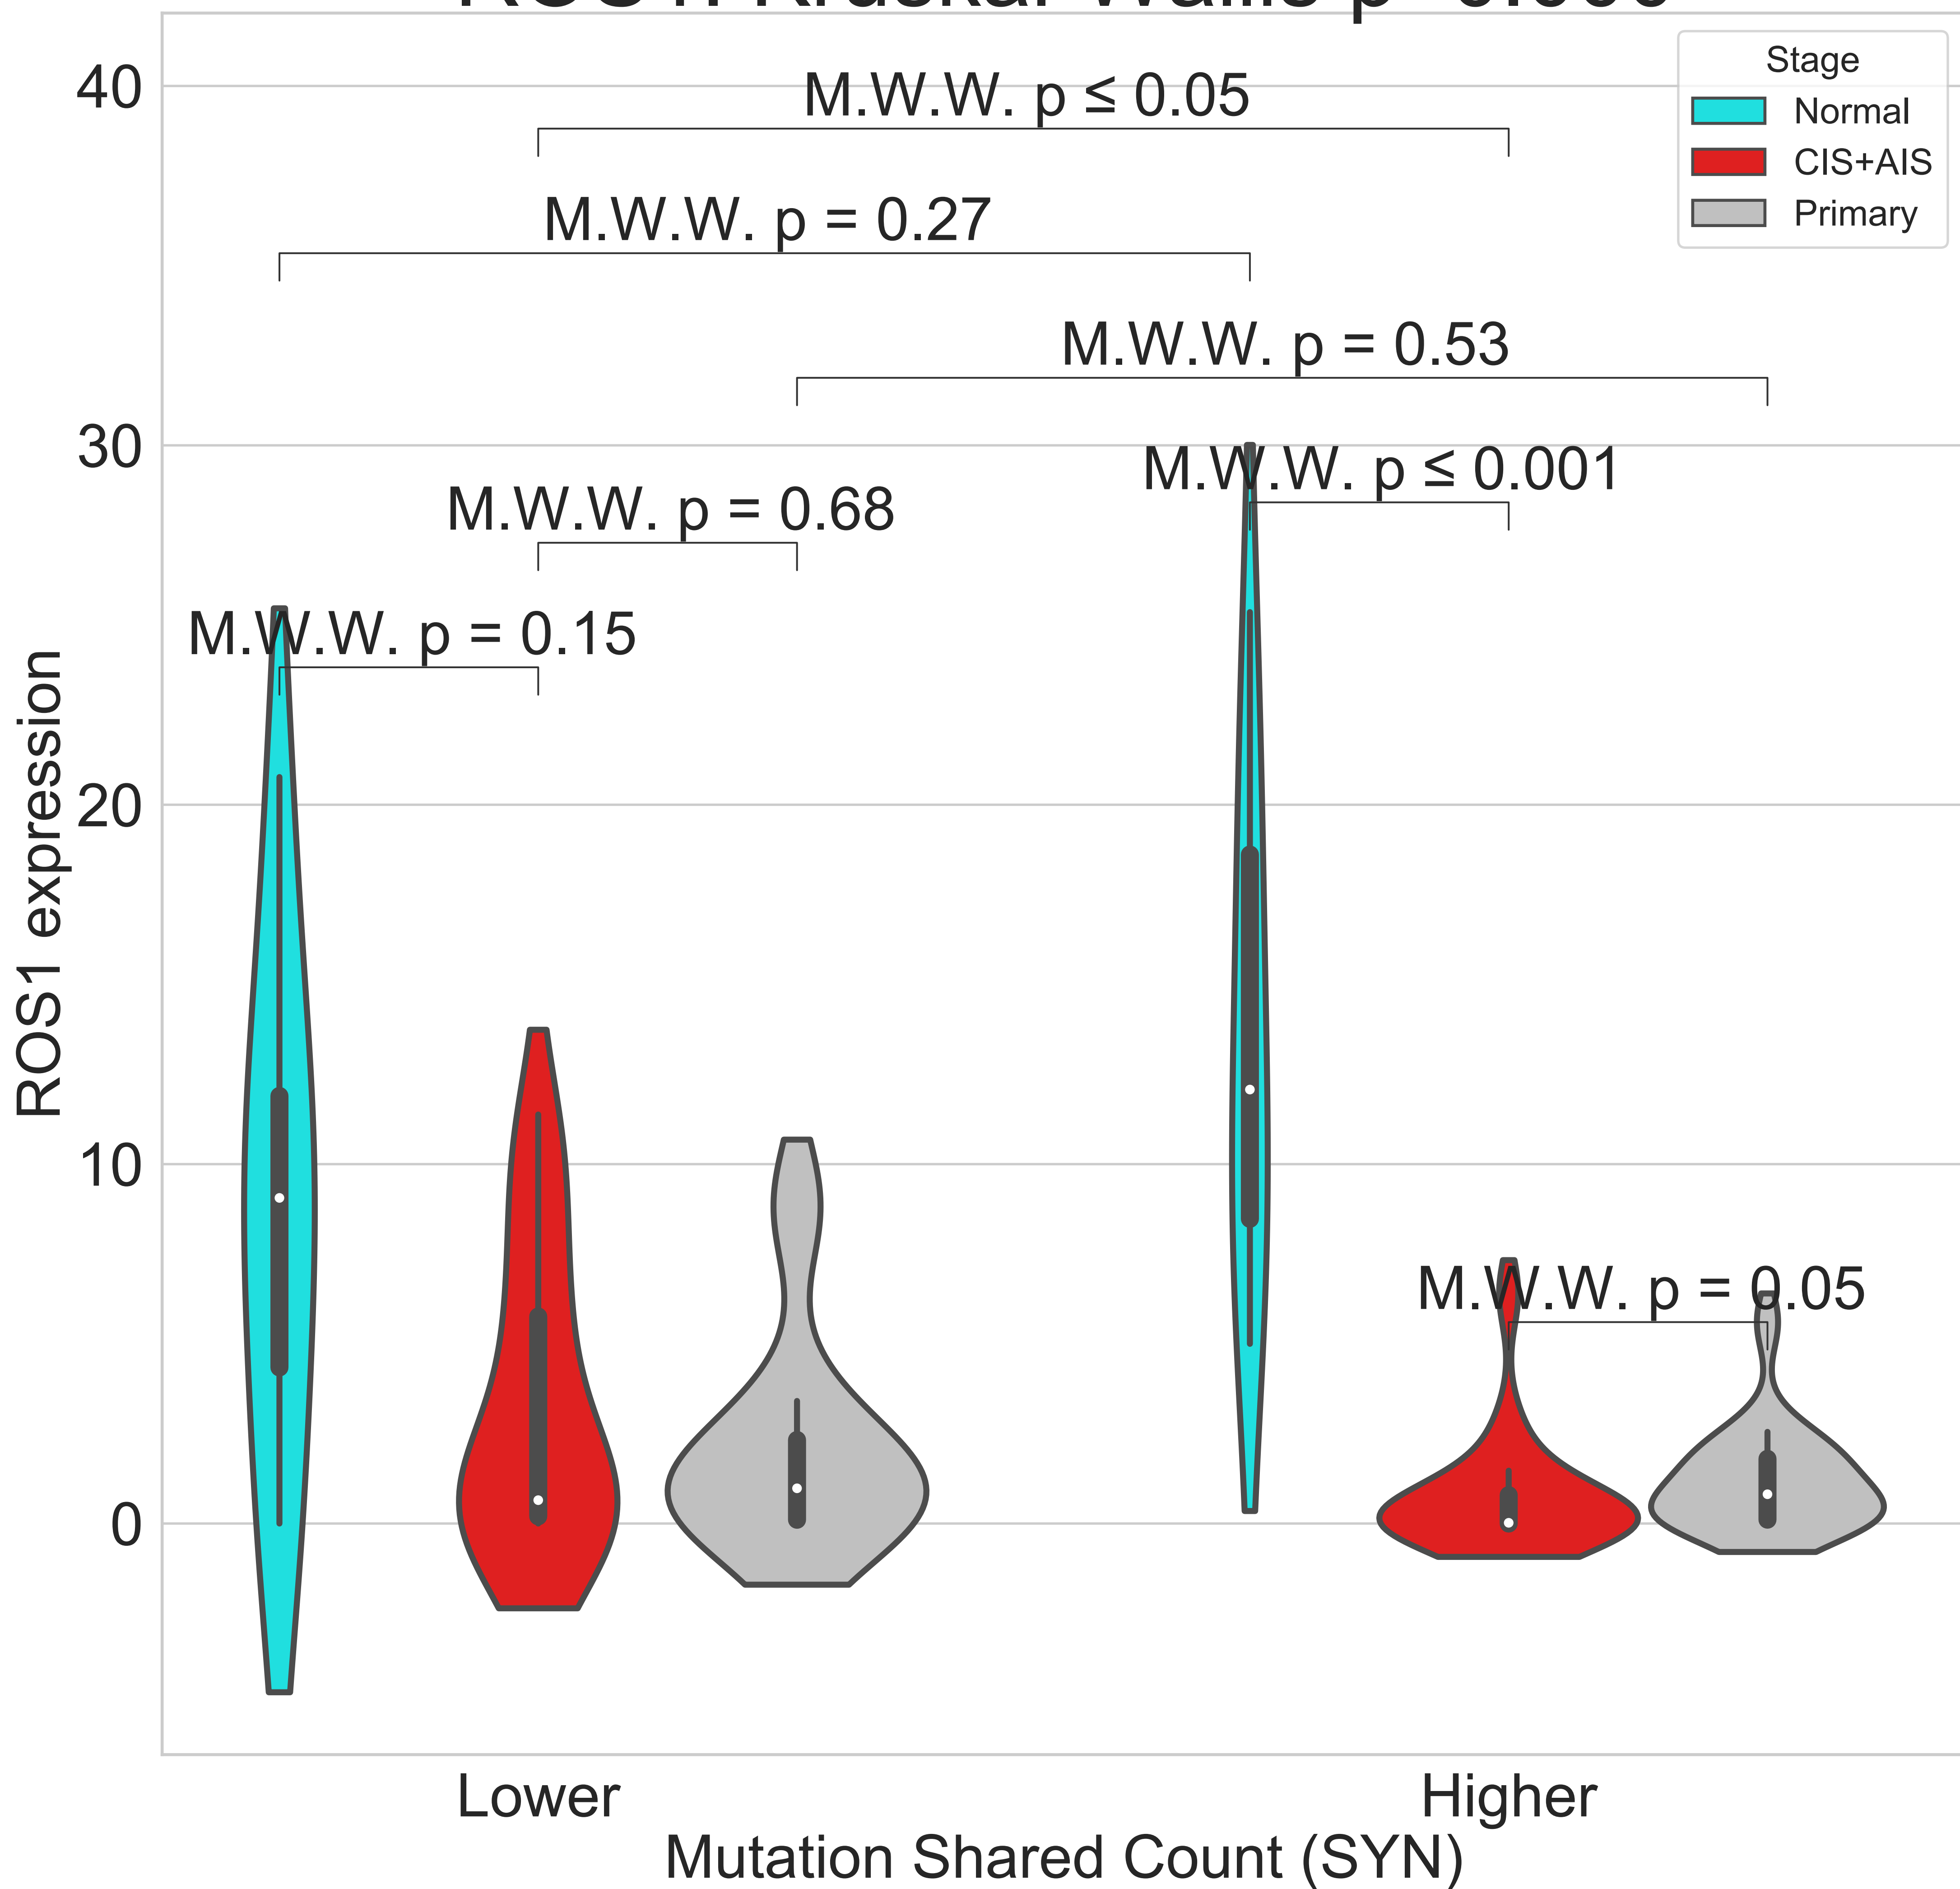 Stage
Normal
CIS+AIS
Primary
M.W.W. p ≤ 0.05
M.W.W. p = 0.27
M.W.W. p = 0.53
M.W.W. p ≤ 0.001
M.W.W. p = 0.68
M.W.W. p = 0.15
M.W.W. p = 0.05
40
30
20
10
0
ROS1 expression
Lower
Higher
Mutation Shared Count (SYN)